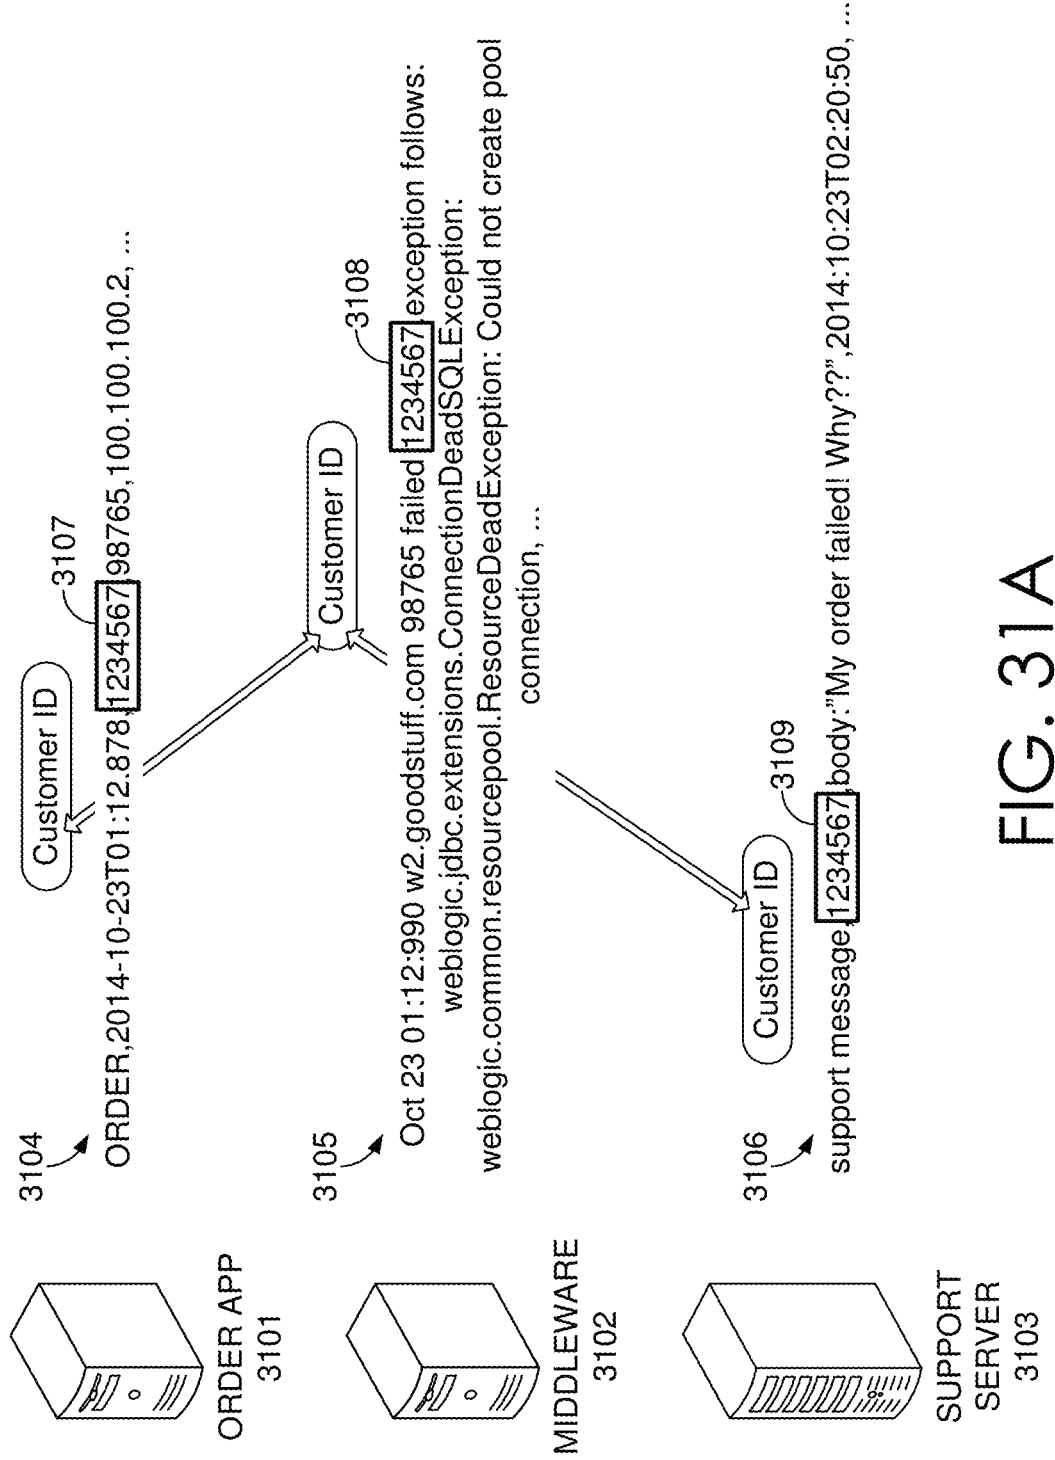 3104
Customer ID
3107
ORDER,2014-10-23T01:12.878,1234567,98765,100.100.100.2, ...
ORDER APP
3101
3105
Customer ID
3108
Oct 23 01:12:990 w2.goodstuff.com 98765 failed 1234567 exception follows:
weblogic.jdbc.extensions.ConnectionDeadSQLException:
weblogic.common.resourcepool.ResourceDeadException: Could not create pool
connection, ...
MIDDLEWARE
3102
3106
Customer ID
3109
support message,1234567,body:"My order failed! Why??",2014:10:23T02:20:50, ...
SUPPORT
SERVER
3103
FIG. 31A